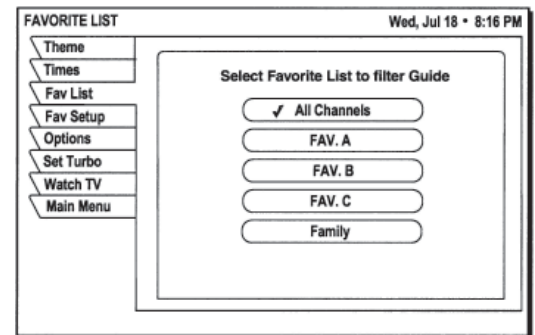 FAVORITE LIST Wed, Jul 18 • 8:16 PM
Theme
Times
Fav List
Fav Setup
Options
Set Turbo
Watch TV
Main Menu
Select Favorite List to filter Guide
✓ All Channels
FAV. A
FAV. B
FAV. C
Family